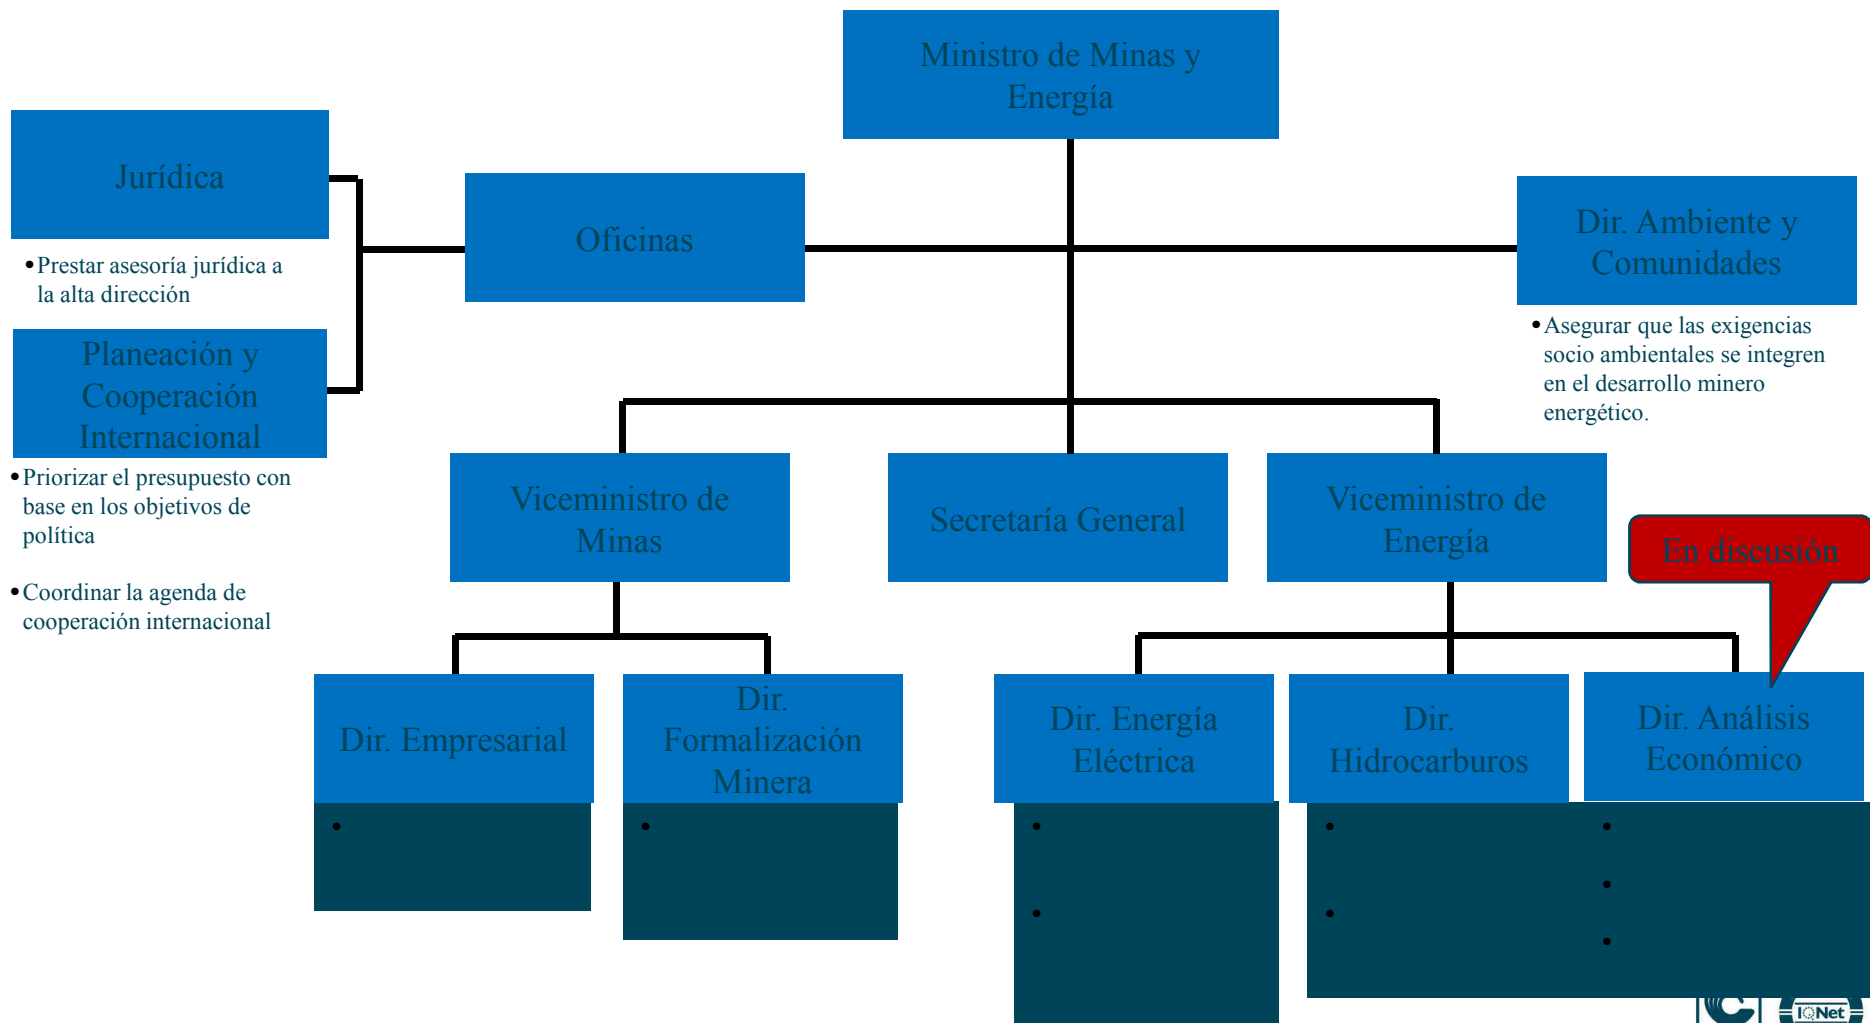 Ministro de Minas y
Energía
Jurídica
Oficinas
Dir. Ambiente y
Comunidades
•Prestar asesoría jurídica a
la alta dirección
•Asegurar que las exigencias
socio ambientales se integren
en el desarrollo minero
energético.
Planeación y
Cooperación
Internacional
•Priorizar el presupuesto con
base en los objetivos de
política
•Coordinar la agenda de
cooperación internacional
Viceministro de
Minas
Secretaría General
Viceministro de
Energía
En discusión
Dir. Empresarial
Dir.
Formalización
Minera
Dir. Energía
Eléctrica
Dir.
Hidrocarburos
Dir. Análisis
Económico
IQNet